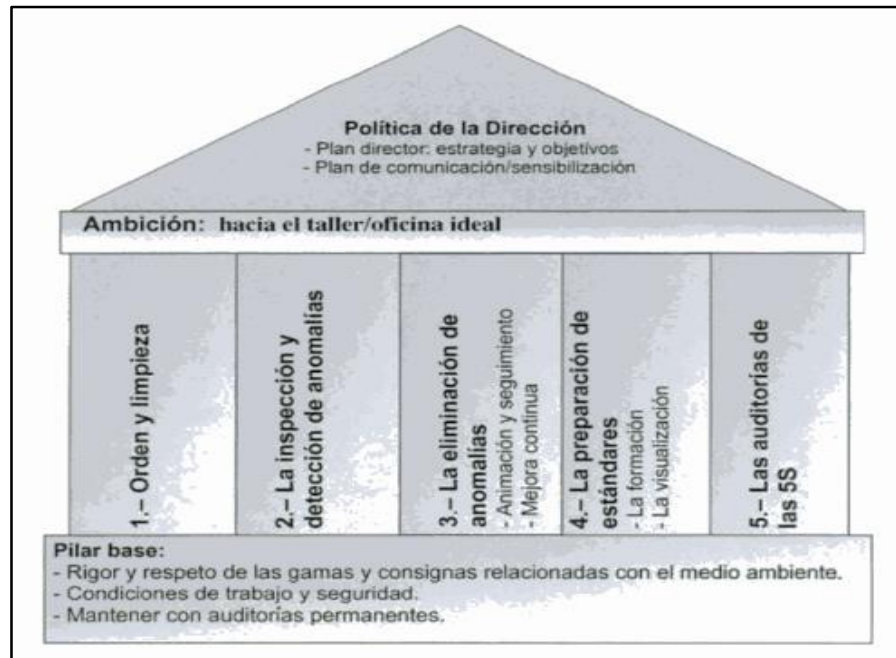 Política de la Dirección
- Plan director: estrategia y objetivos
- Plan de comunicación/sensibilización
Ambición: hacia el taller/oficina ideal
1.– Orden y limpieza
2.– La inspección y
detección de anomalías
3.– La eliminación de
anomalías
- Animación y seguimiento
- Mejora continua
4.– La preparación de
estándares
- La formación
- La visualización
5.– Las auditorias de
las 5S
Pilar base:
- Rigor y respeto de las gamas y consignas relacionadas con el medio ambiente.
- Condiciones de trabajo y seguridad.
- Mantener con auditorías permanentes.